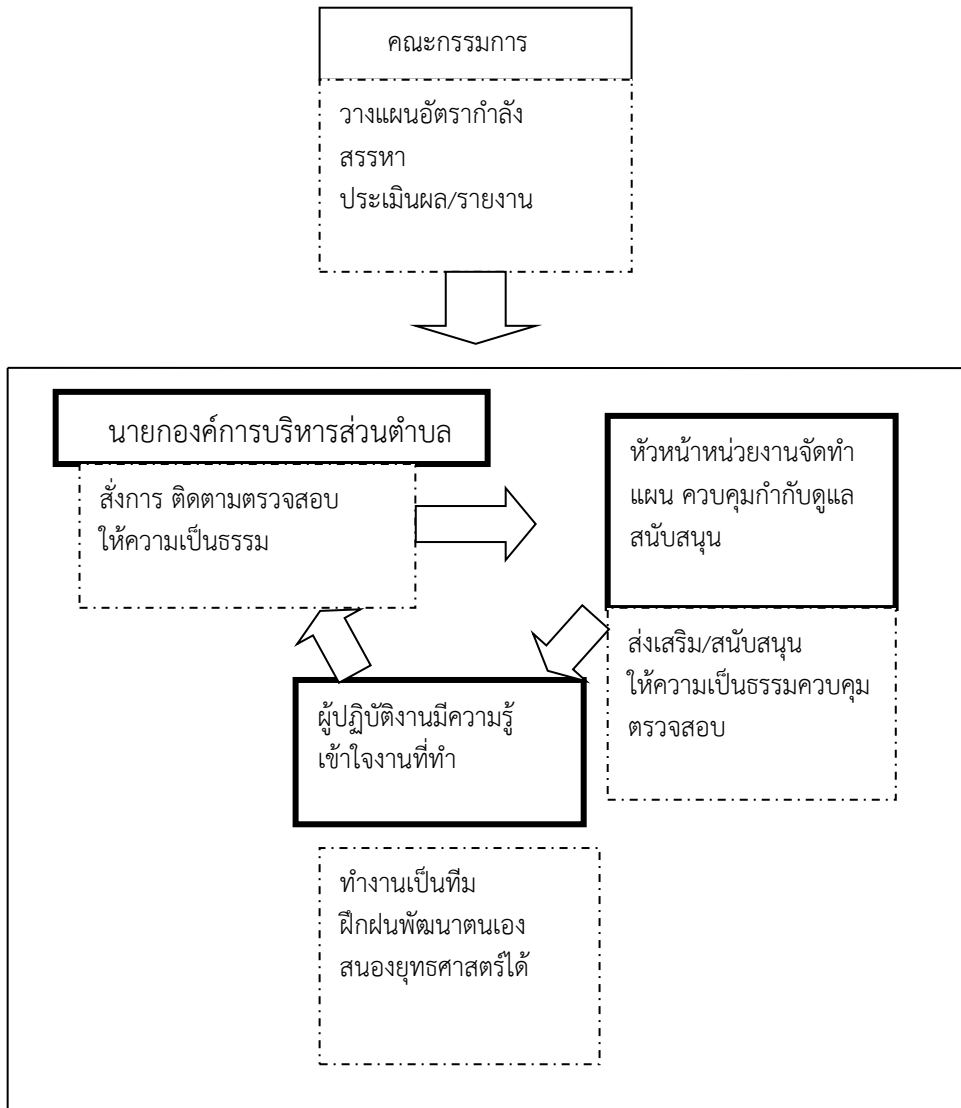 คณะกรรมการ
วางแผนอัตรากำลัง
สรรหา
ประเมินผล/รายงาน
นายกองค์การบริหารส่วนตำบล
สั่งการ ติดตามตรวจสอบ
ให้ความเป็นธรรม
หัวหน้าหน่วยงานจัดทำ
แผน ควบคุมกำกับดูแล
สนับสนุน
ส่งเสริม/สนับสนุน
ให้ความเป็นธรรมควบคุม
ตรวจสอบ
ผู้ปฏิบัติงานมีความรู้
เข้าใจงานที่ทำ
ทำงานเป็นทีม
ฝึกฝนพัฒนาตนเอง
สนองยุทธศาสตร์ได้